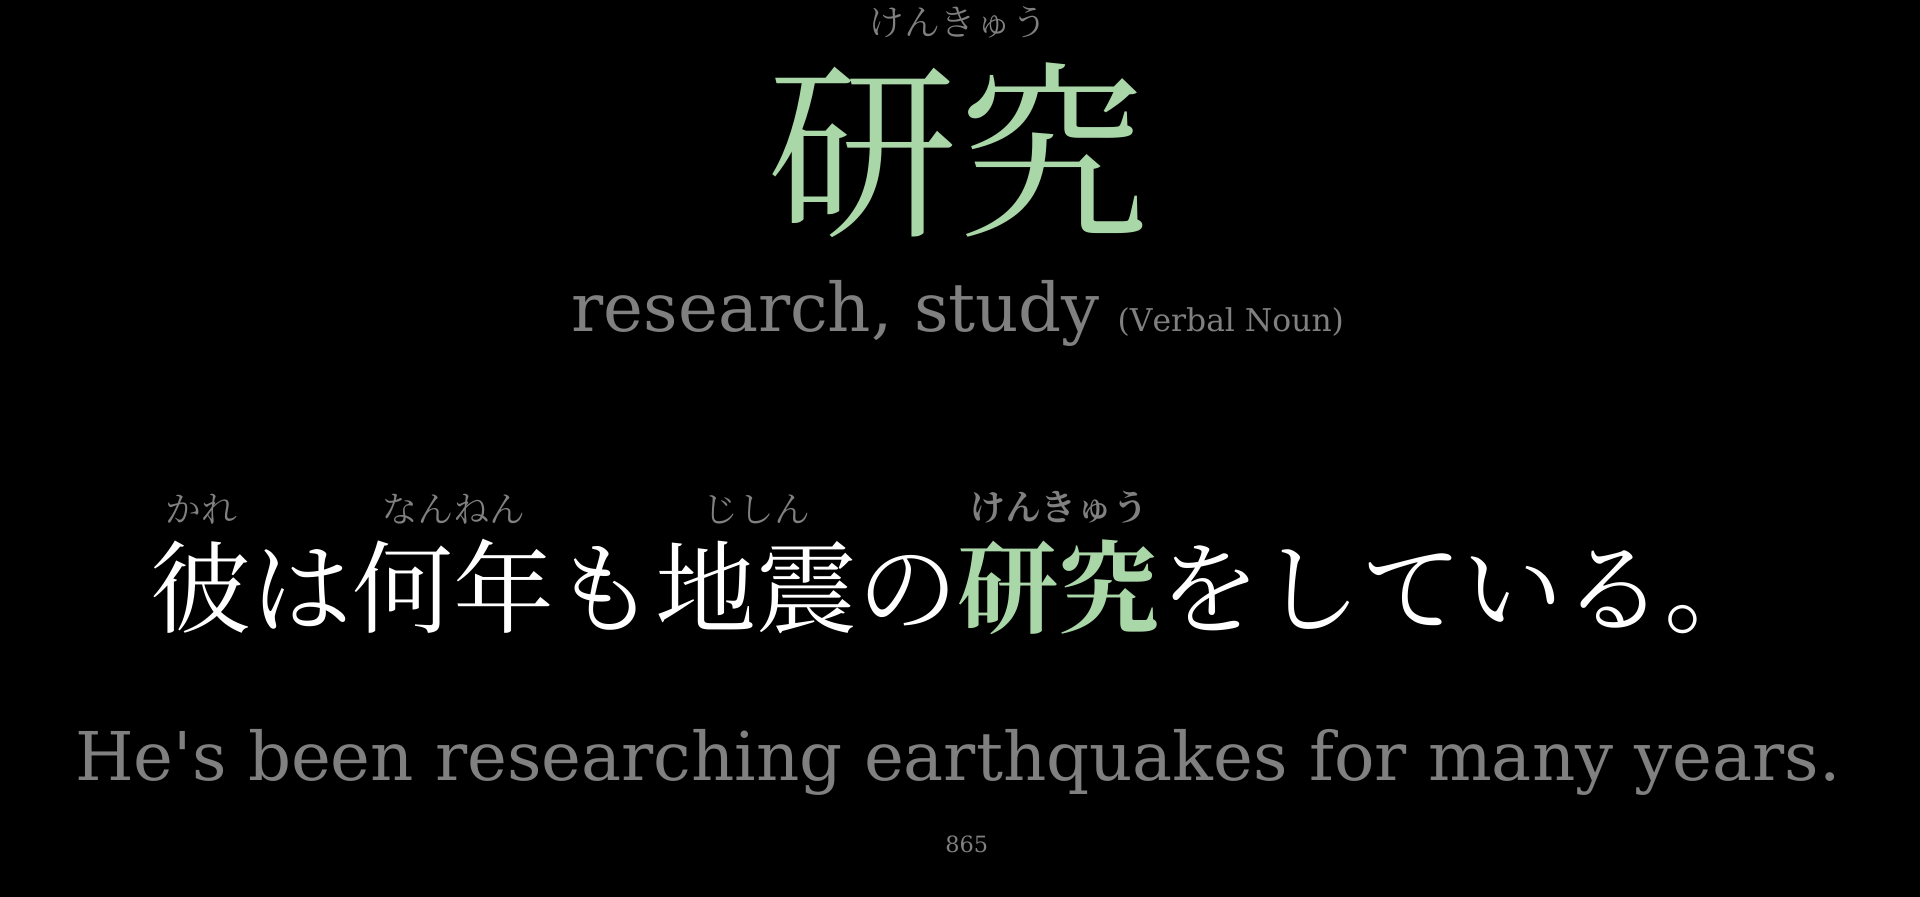 けんきゅう
研究
research, study (Verbal Noun)
かれ なんねん じしん けんきゅう
彼は何年も地震の研究をしている。
He's been researching earthquakes for many years.
865